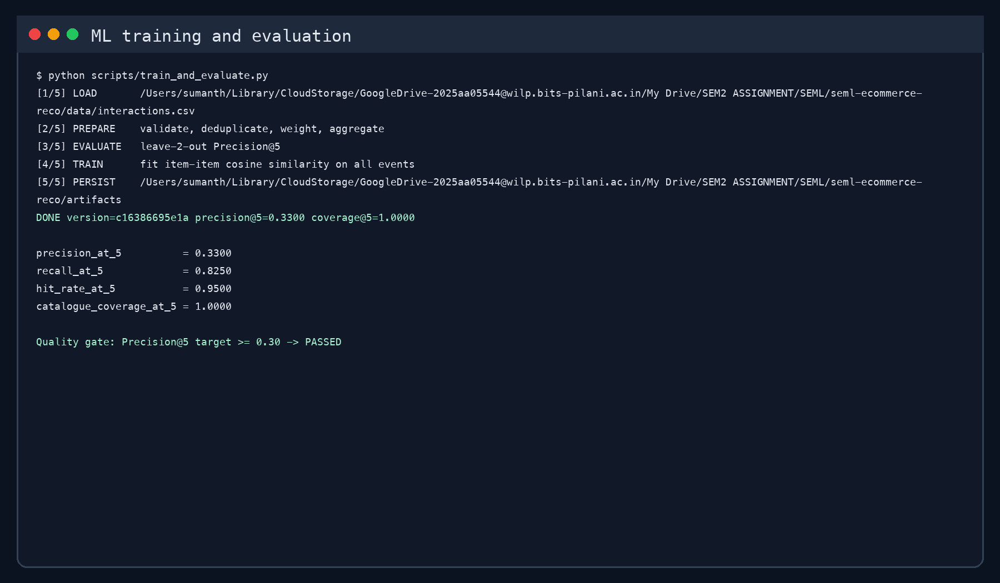 ML training and evaluation
$ python scripts/train_and_evaluate.py
[1/5] LOAD       /Users/sumanth/Library/CloudStorage/GoogleDrive-2025aa05544@wilp.bits-pilani.ac.in/My Drive/SEM2 ASSIGNMENT/SEML/seml-ecommerce-
reco/data/interactions.csv
[2/5] PREPARE    validate, deduplicate, weight, aggregate
[3/5] EVALUATE   leave-2-out Precision@5
[4/5] TRAIN      fit item-item cosine similarity on all events
[5/5] PERSIST    /Users/sumanth/Library/CloudStorage/GoogleDrive-2025aa05544@wilp.bits-pilani.ac.in/My Drive/SEM2 ASSIGNMENT/SEML/seml-ecommerce-
reco/artifacts
DONE version=c16386695e1a precision@5=0.3300 coverage@5=1.0000
precision_at_5          = 0.3300
recall_at_5             = 0.8250
hit_rate_at_5           = 0.9500
catalogue_coverage_at_5 = 1.0000
Quality gate: Precision@5 target >= 0.30 -> PASSED